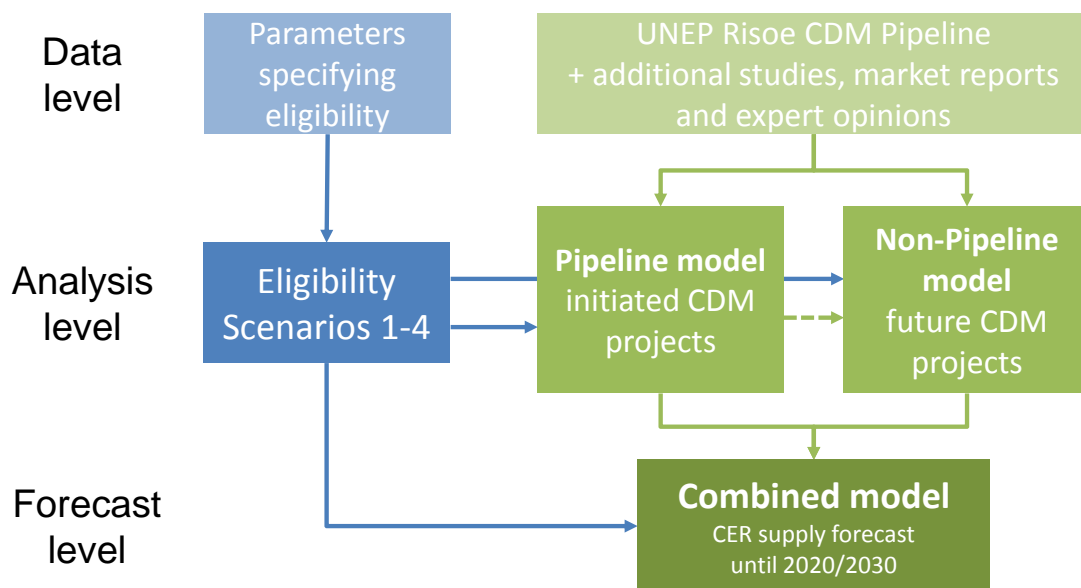 Data
level
Parameters
specifying
eligibility
UNEP Risoe CDM Pipeline
+ additional studies, market reports
and expert opinions
Analysis
level
Eligibility
Scenarios 1-4
Pipeline model
initiated CDM
projects
Non-Pipeline
model
future CDM
projects
Forecast
level
Combined model
CER supply forecast
until 2020/2030